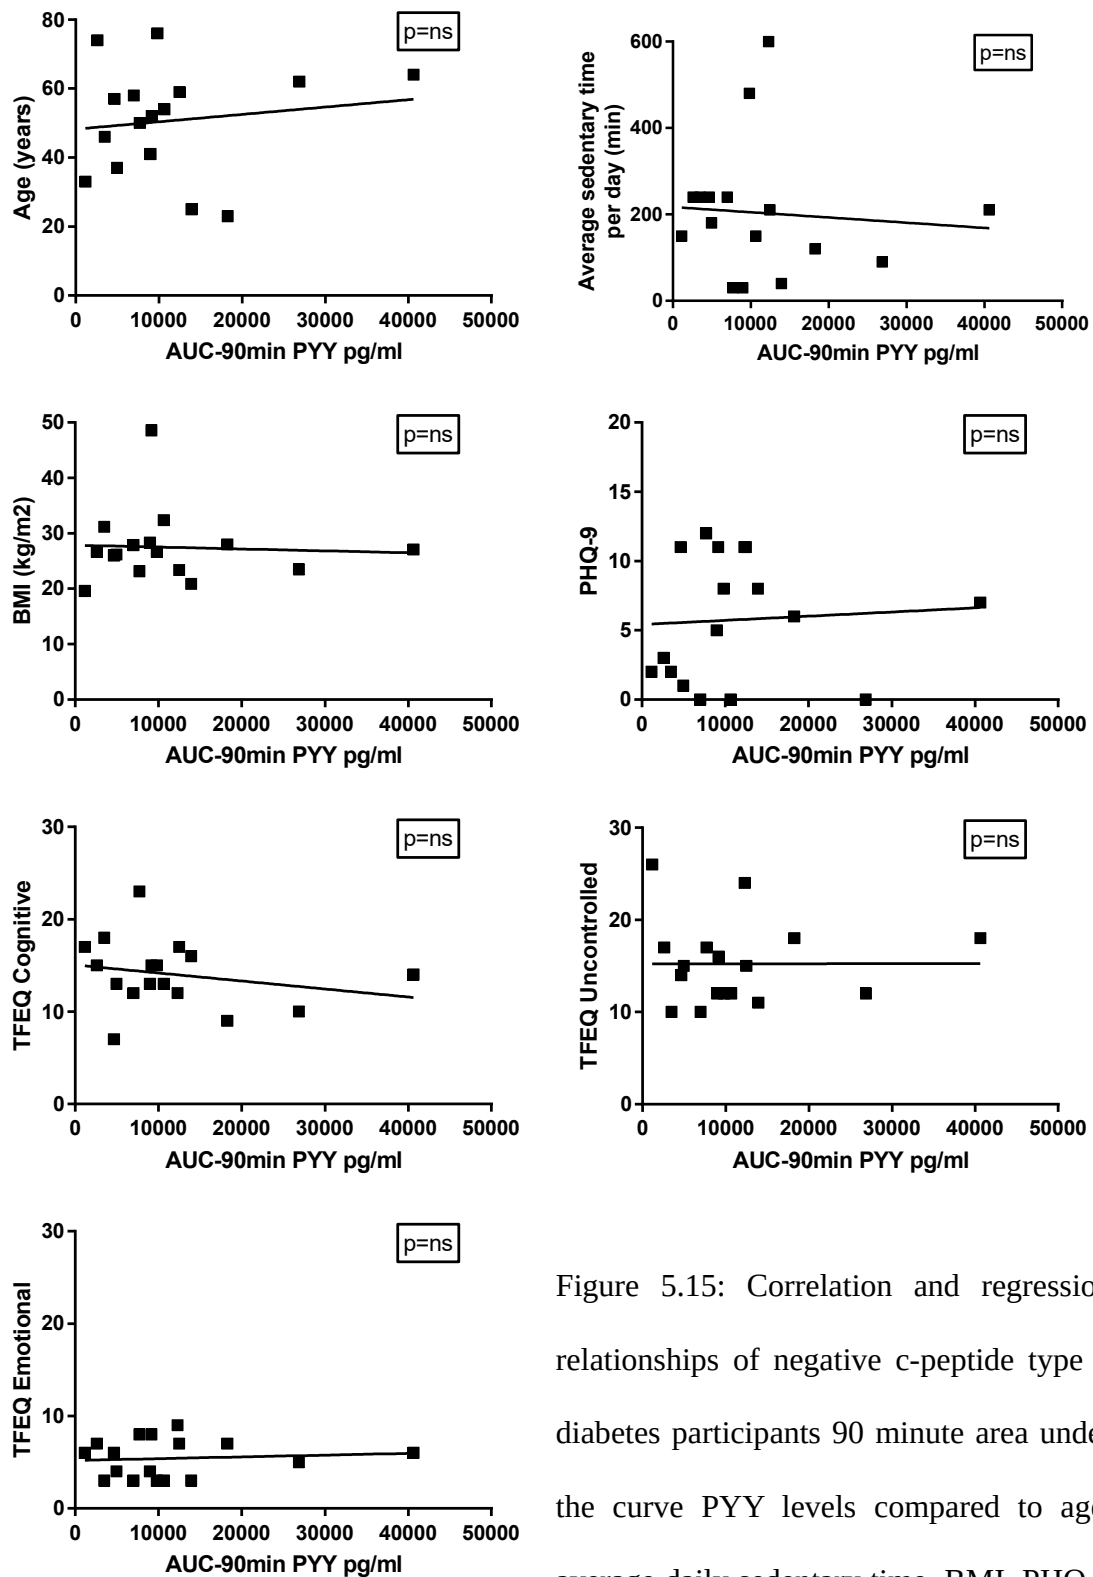 80
60
40
20
0
Age (years)
p=ns
0 10000 20000 30000 40000 50000
AUC-90min PYY pg/ml
600
400
200
0
Average sedentary time
per day (min)
p=ns
0 10000 20000 30000 40000 50000
AUC-90min PYY pg/ml
50
40
30
20
10
0
BMI (kg/m2)
p=ns
0 10000 20000 30000 40000 50000
AUC-90min PYY pg/ml
20
15
10
5
0
PHQ-9
p=ns
0 10000 20000 30000 40000 50000
AUC-90min PYY pg/ml
30
20
10
0
TFEQ Cognitive
p=ns
0 10000 20000 30000 40000 50000
AUC-90min PYY pg/ml
30
20
10
0
TFEQ Uncontrolled
p=ns
0 10000 20000 30000 40000 50000
AUC-90min PYY pg/ml
30
20
10
0
TFEQ Emotional
p=ns
0 10000 20000 30000 40000 50000
AUC-90min PYY pg/ml
Figure 5.15: Correlation and regressio
relationships of negative c-peptide type
diabetes participants 90 minute area unde
the curve PYY levels compared to age
average daily sedentary time, BMI, PHQ